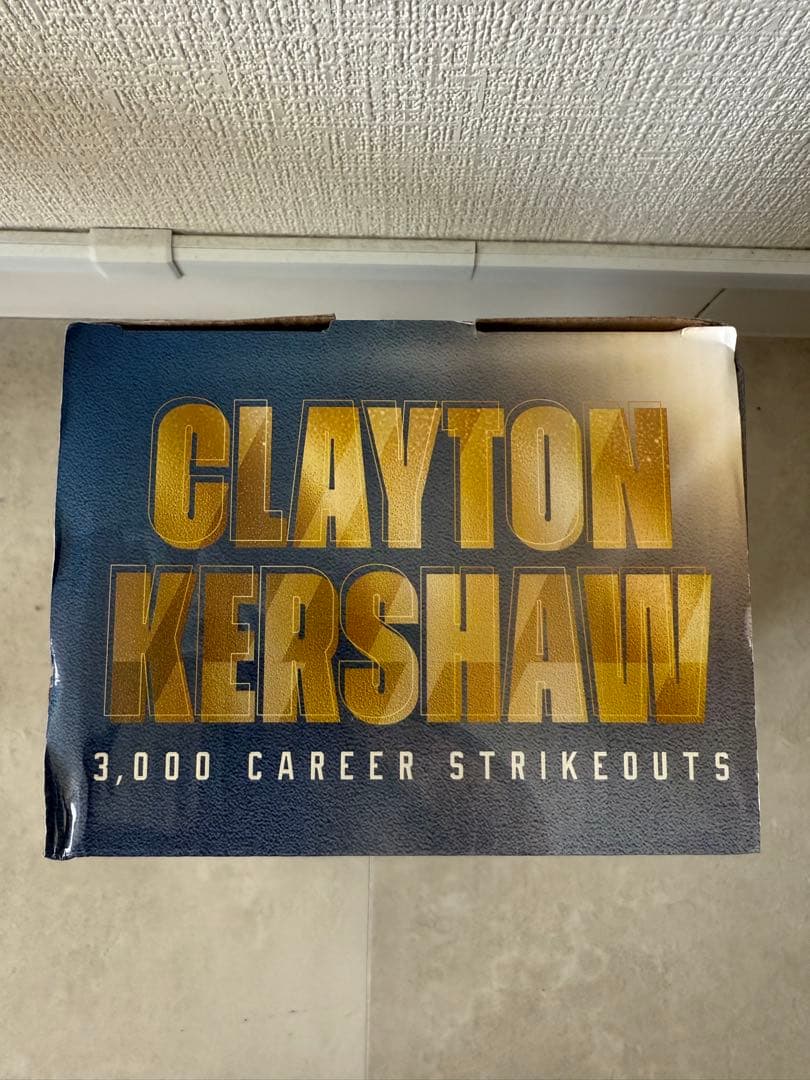 CLAYTON
KERSHAW
3,000 CAREER STRIKEOUTS